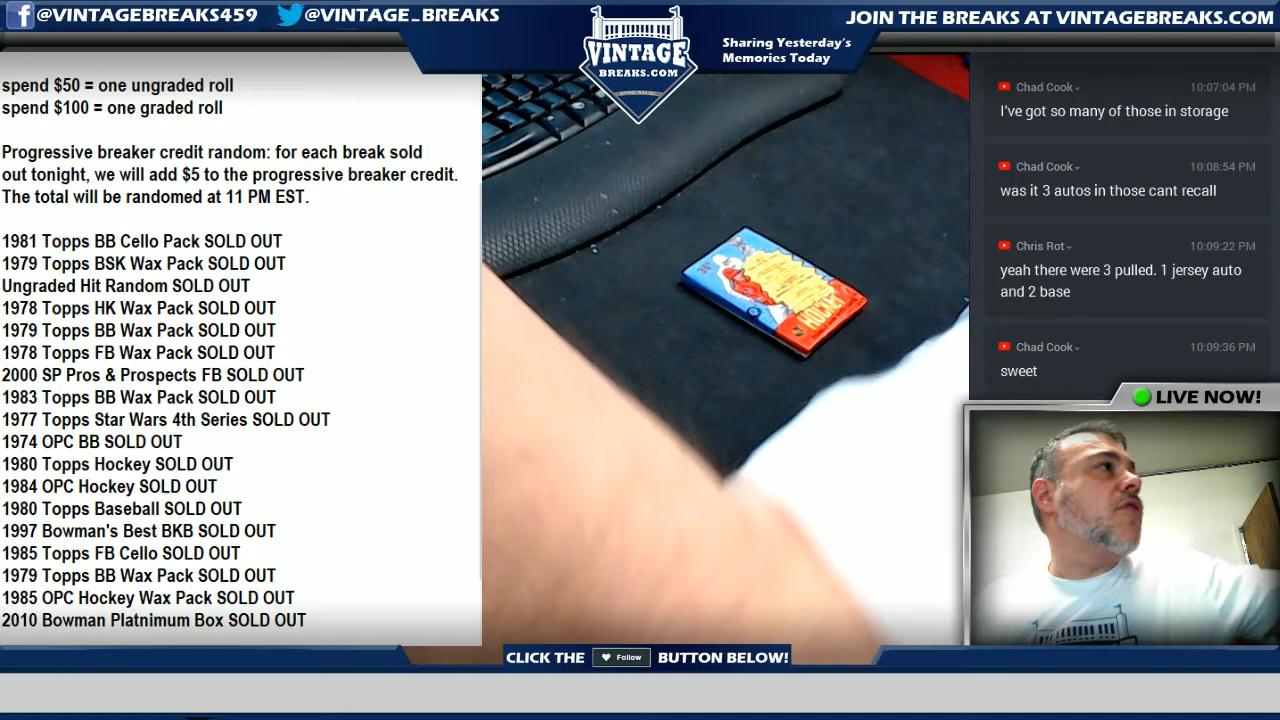 @VINTAGEBREAKS459
@VINTAGE_BREAKS
VINTAGE
BREAKS.COM
Sharing Yesterday's
Memories Today
JOIN THE BREAKS AT VINTAGEBREAKS.COM
spend $50 = one ungraded roll
spend $100 = one graded roll
Progressive breaker credit random: for each break sold
out tonight, we will add $5 to the progressive breaker credit.
The total will be randomed at 11 PM EST.
1981 Topps BB Cello Pack SOLD OUT
1979 Topps BSK Wax Pack SOLD OUT
Ungraded Hit Random SOLD OUT
1978 Topps HK Wax Pack SOLD OUT
1979 Topps BB Wax Pack SOLD OUT
1978 Topps FB Wax Pack SOLD OUT
2000 SP Pros & Prospects FB SOLD OUT
1983 Topps BB Wax Pack SOLD OUT
1977 Topps Star Wars 4th Series SOLD OUT
1974 OPC BB SOLD OUT
1980 Topps Hockey SOLD OUT
1984 OPC Hockey SOLD OUT
1980 Topps Baseball SOLD OUT
1997 Bowman's Best BKB SOLD OUT
1985 Topps FB Cello SOLD OUT
1979 Topps BB Wax Pack SOLD OUT
1985 OPC Hockey Wax Pack SOLD OUT
2010 Bowman Platnimum Box SOLD OUT
HOCKEY
Chad Cook 10:07:04 PM
I've got so many of those in storage
Chad Cook 10:08:54 PM
was it 3 autos in those cant recall
Chris Rot 10:09:22 PM
yeah there were 3 pulled. 1 jersey auto
and 2 base
Chad Cook 10:09:36 PM
sweet
LIVE NOW!
CLICK THE Follow BUTTON BELOW!